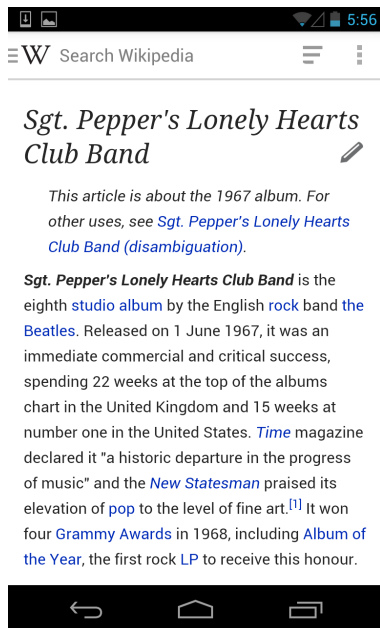 5:56
W Search Wikipedia
Sgt. Pepper's Lonely Hearts
Club Band
This article is about the 1967 album. For
other uses, see Sgt. Pepper's Lonely Hearts
Club Band (disambiguation).
Sgt. Pepper's Lonely Hearts Club Band is the
eighth studio album by the English rock band the
Beatles. Released on 1 June 1967, it was an
immediate commercial and critical success,
spending 22 weeks at the top of the albums
chart in the United Kingdom and 15 weeks at
number one in the United States. Time magazine
declared it "a historic departure in the progress
of music" and the New Statesman praised its
elevation of pop to the level of fine art.[1] It won
four Grammy Awards in 1968, including Album of
the Year, the first rock LP to receive this honour.